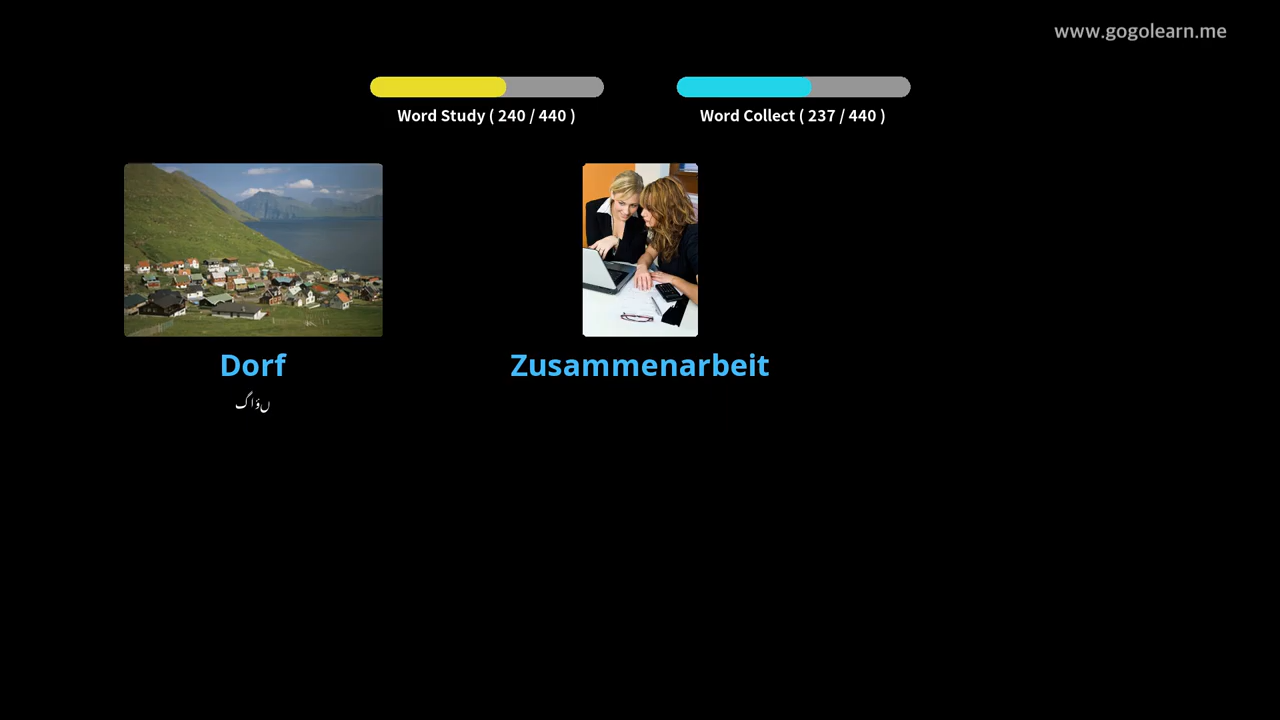 www.gogolearn.me
Word Study ( 240 / 440 )
Word Collect ( 237 / 440 )
Dorf
Zusammenarbeit
گاؤں